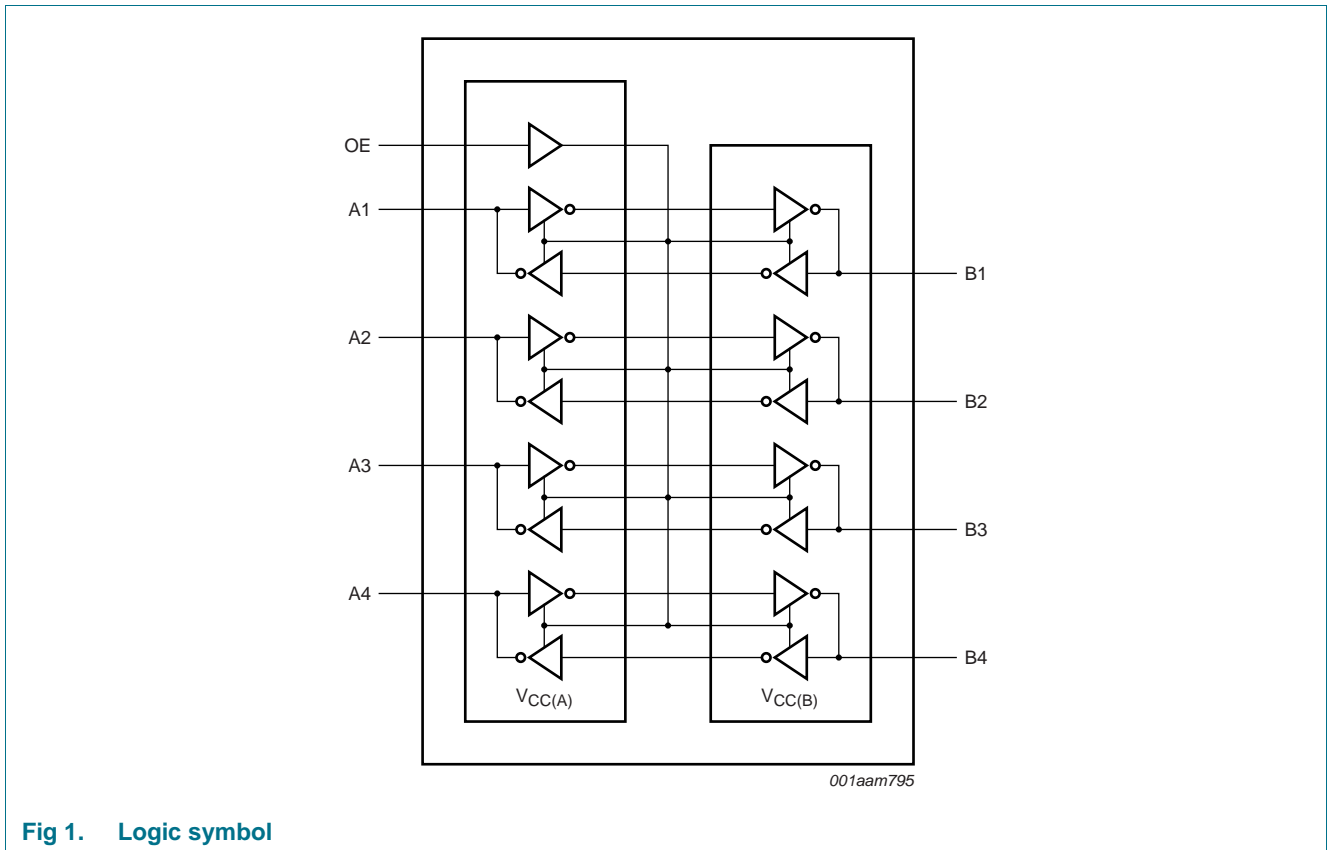 OE
A1
B1
A2
B2
A3
B3
A4
B4
VCC(A)
VCC(B)
001aam795
Fig 1. Logic symbol